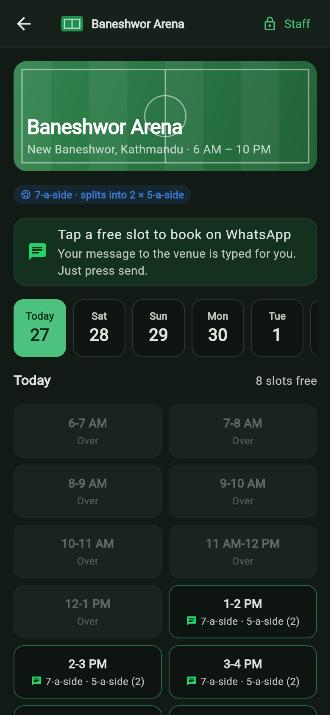 Baneshwor Arena
Staff
Baneshwor Arena
New Baneshwor, Kathmandu · 6 AM – 10 PM
7-a-side · splits into 2 × 5-a-side
Tap a free slot to book on WhatsApp
Your message to the venue is typed for you.
Just press send.
Today
27
Sat
28
Sun
29
Mon
30
Tue
1
Today
8 slots free
6-7 AM
Over
7-8 AM
Over
8-9 AM
Over
9-10 AM
Over
10-11 AM
Over
11 AM-12 PM
Over
12-1 PM
Over
1-2 PM
7-a-side · 5-a-side (2)
2-3 PM
7-a-side · 5-a-side (2)
3-4 PM
7-a-side · 5-a-side (2)